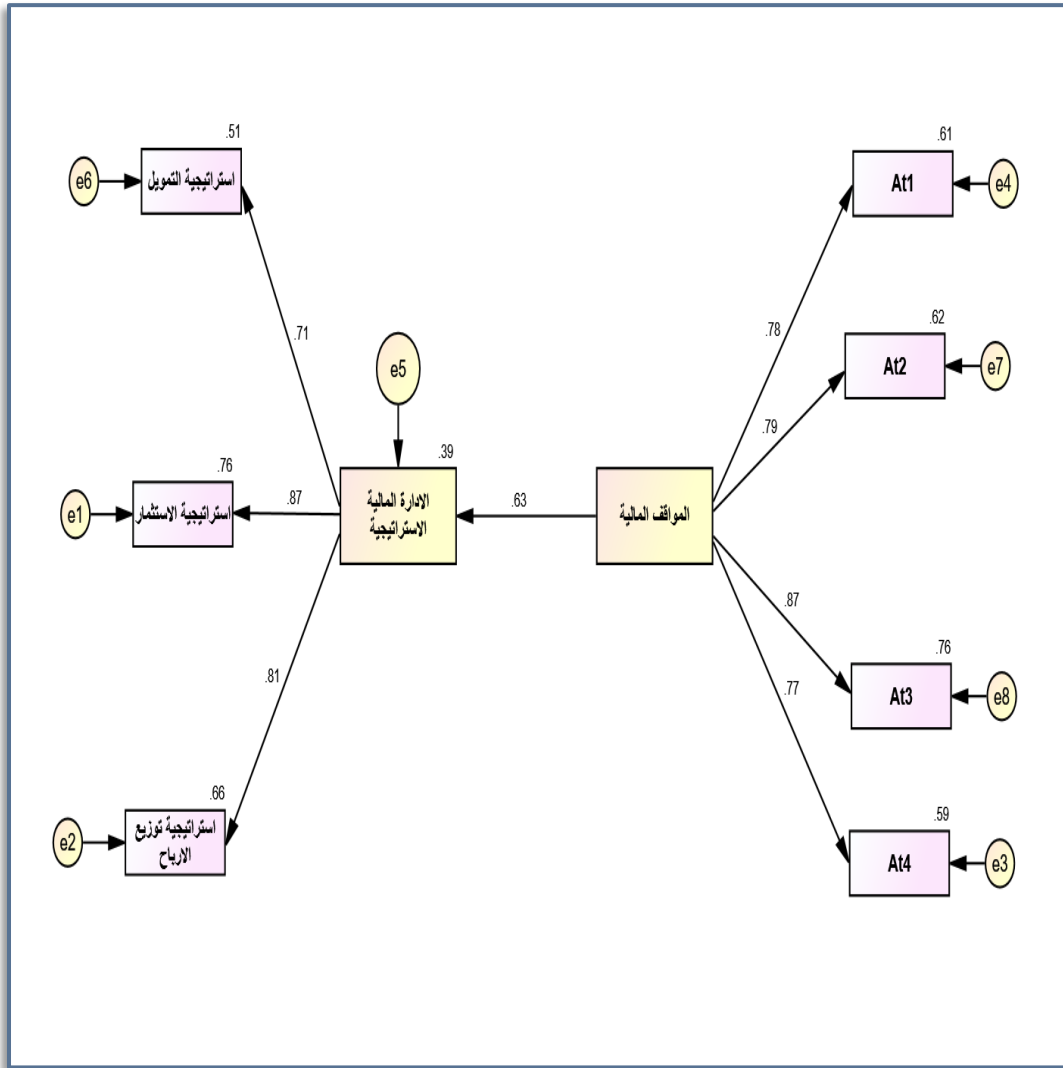 .51
استراتيجية التمويل
e6
.61
At1
e4
.71
.78
.62
At2
e7
.79
e5
.39
الادارة المالية
الاستراتيجية
.63
المواقف المالية
.76
استراتيجية الاستثمار
e1
.87
.87
.76
At3
e8
.77
.81
.66
استراتيجية توزيع
الارباح
e2
.59
At4
e3